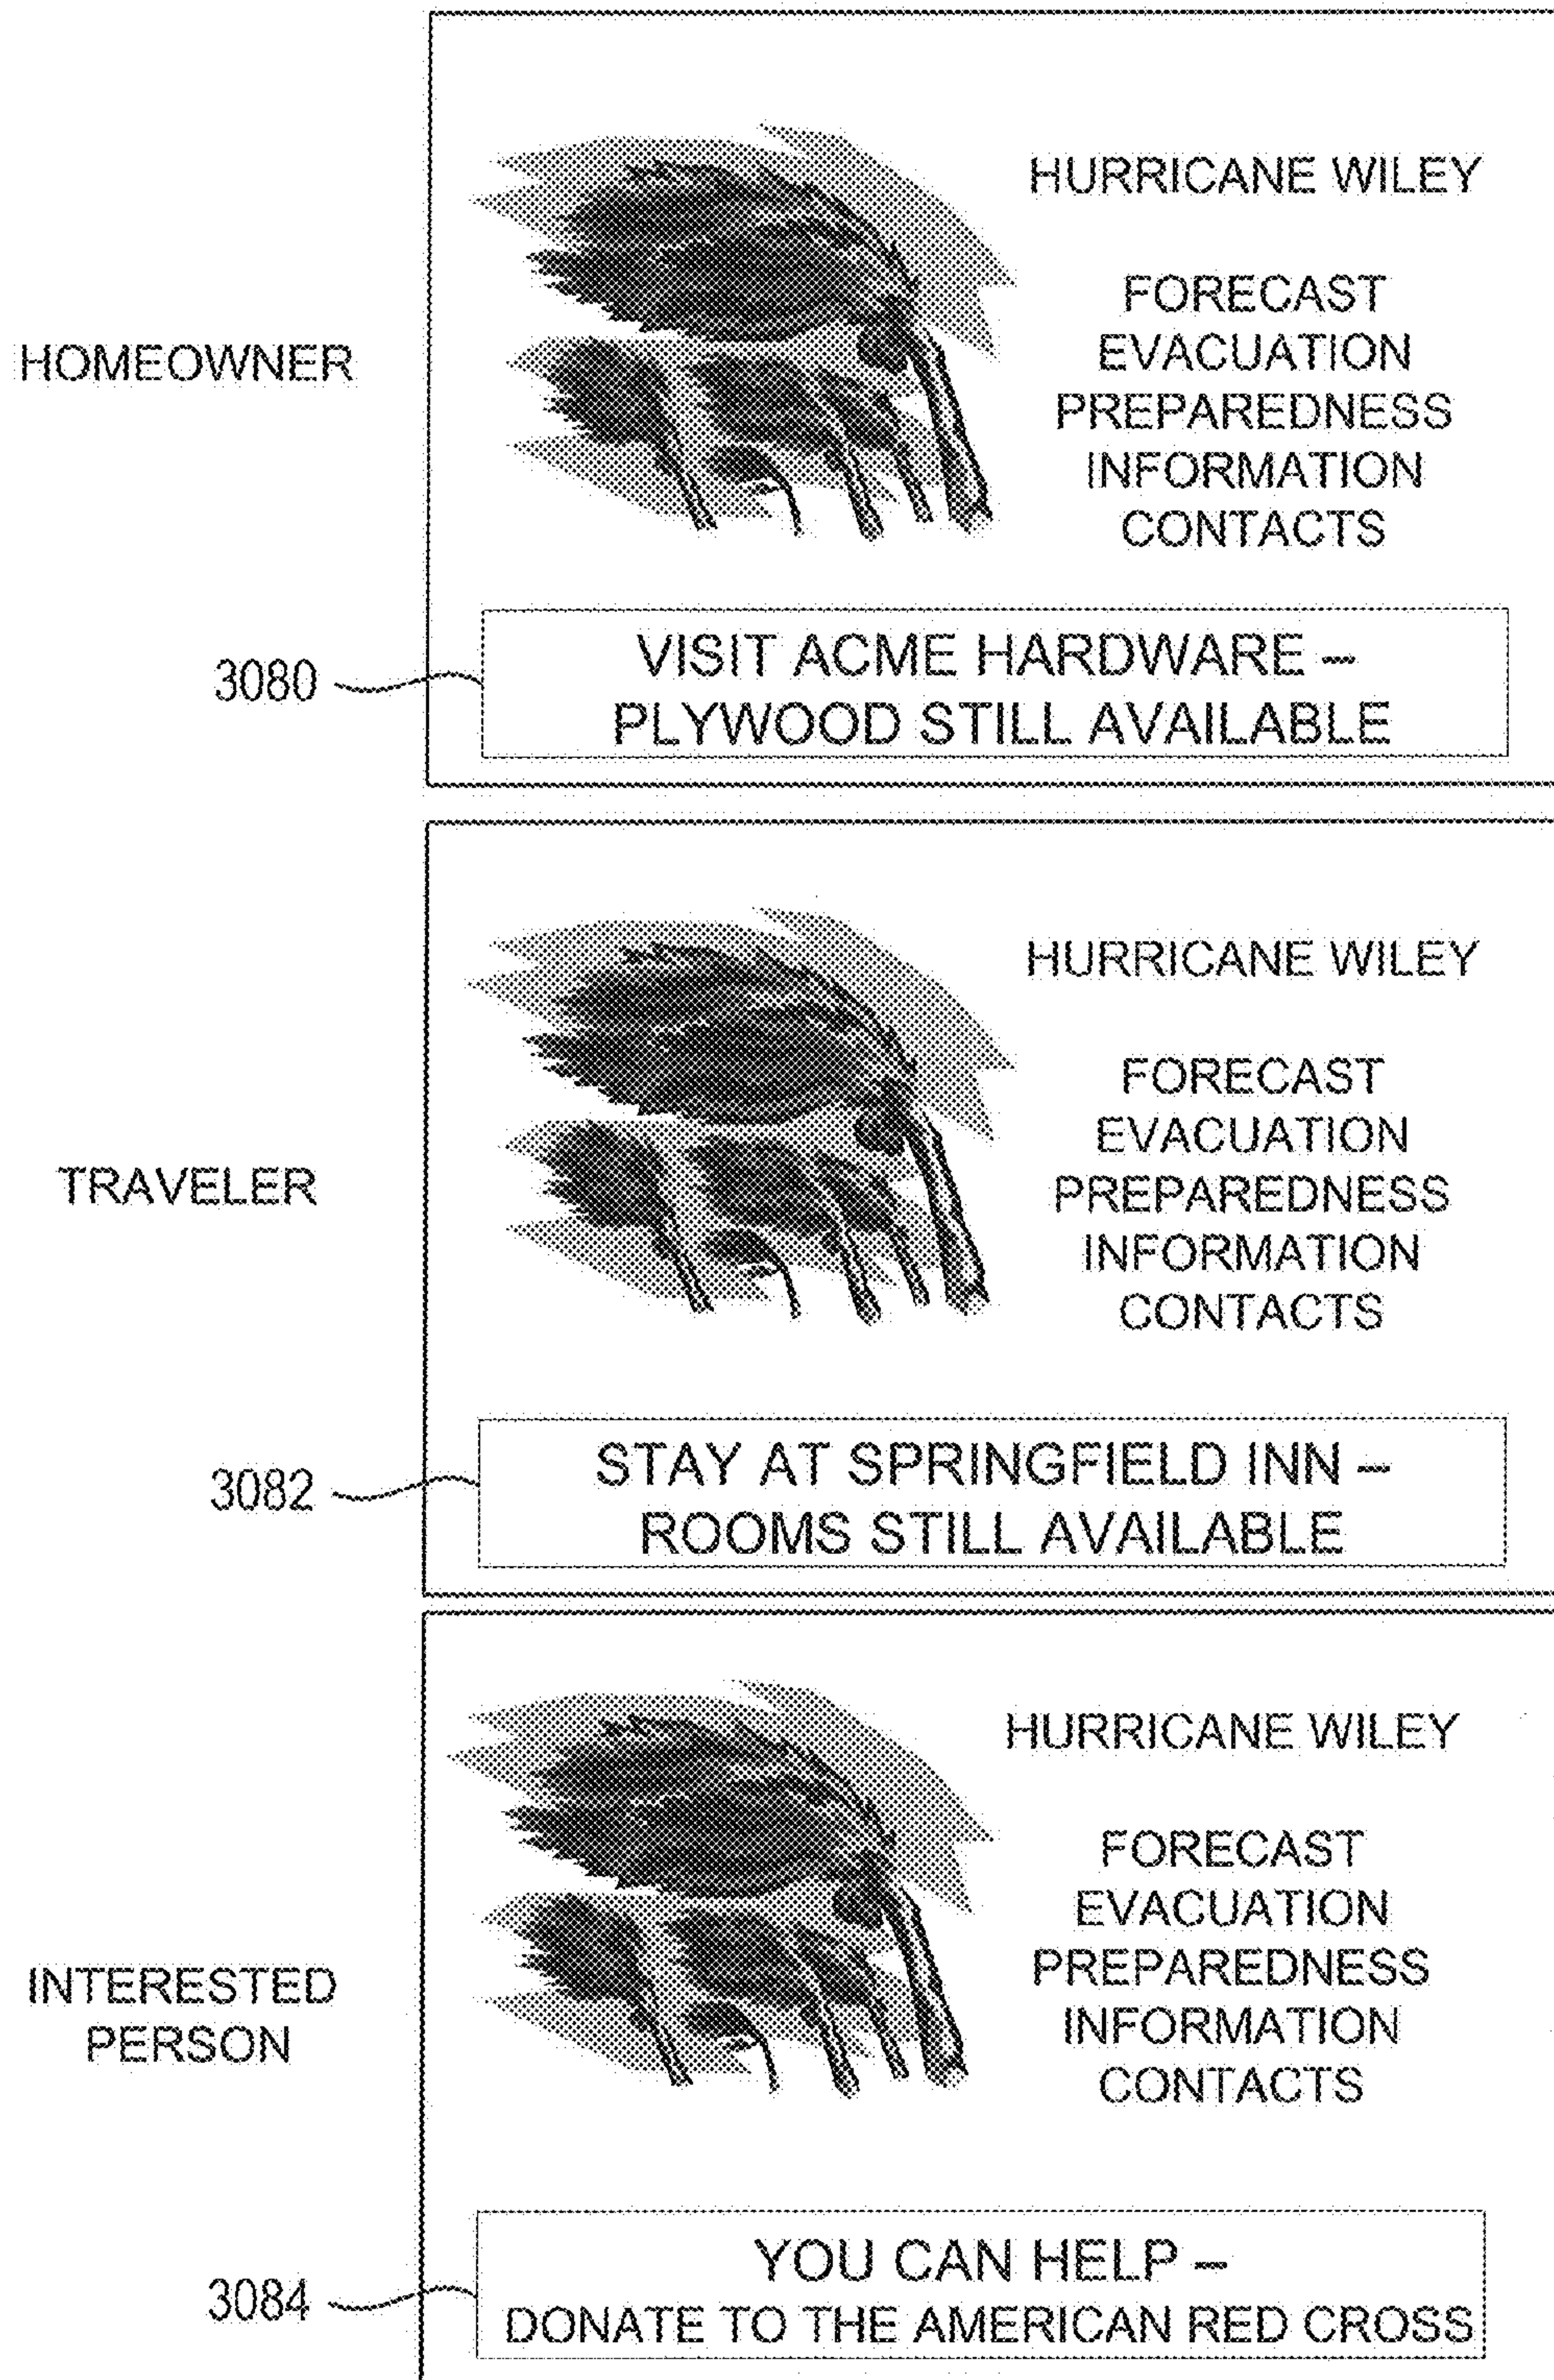 HOMEOWNER
HURRICANE WILEY
FORECAST
EVACUATION
PREPAREDNESS
INFORMATION
CONTACTS
3080
VISIT ACME HARDWARE –
PLYWOOD STILL AVAILABLE
TRAVELER
HURRICANE WILEY
FORECAST
EVACUATION
PREPAREDNESS
INFORMATION
CONTACTS
3082
STAY AT SPRINGFIELD INN –
ROOMS STILL AVAILABLE
INTERESTED
PERSON
HURRICANE WILEY
FORECAST
EVACUATION
PREPAREDNESS
INFORMATION
CONTACTS
3084
YOU CAN HELP –
DONATE TO THE AMERICAN RED CROSS